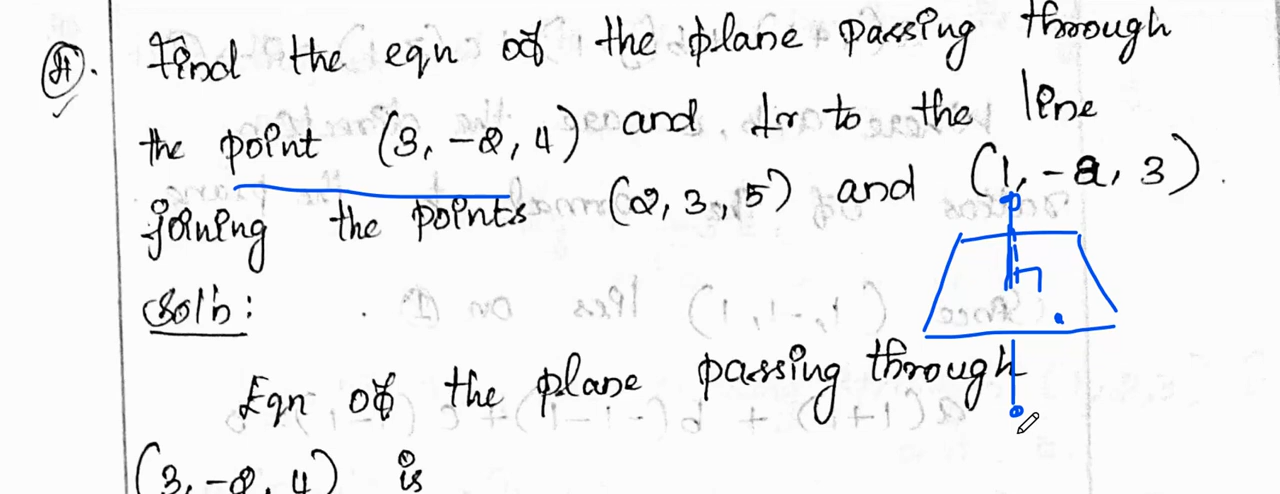 Find the eqn of the plane passing through
the point (3, -2, 4) and ⊥r to the line
joining the points (2, 3, 5) and (1, -2, 3).
Soln:
Eqn of the plane passing through
(3, -2, 4) is